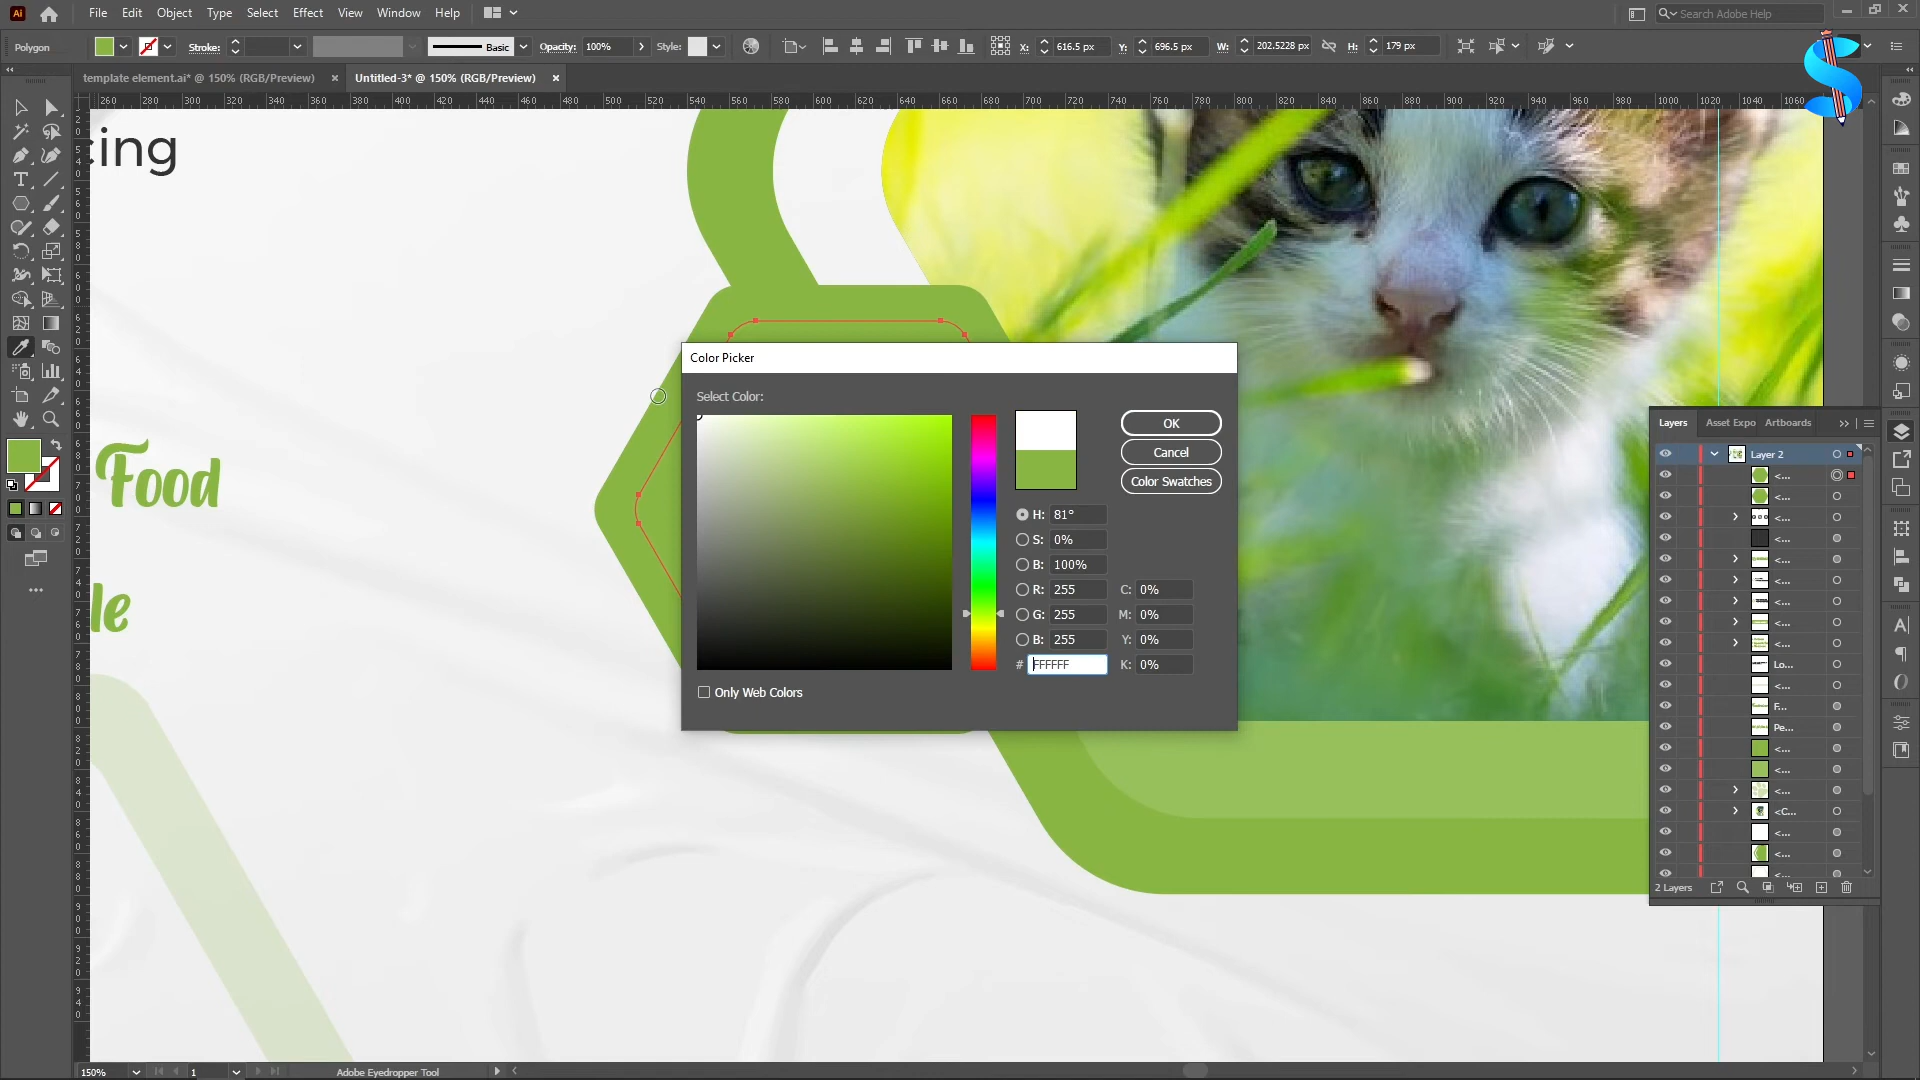 Ai File Edit Object Type Select Effect View Window Help Search Adobe Help
Polygon Stroke: Basic Opacity: 100% Style: X: 616.5 px Y: 696.5 px W: 202.5228 px H: 179 px
template element.ai* @ 150% (RGB/Preview) × Untitled-3* @ 150% (RGB/Preview) ×
260 280 300 320 340 360 380 400 420 440 460 480 500 520 540 560 580 600 620 640 660 680 700 720 740 760 780 800 820 840 860 880 900 920 940 960 980 1000 1020 1040 1060
cing
Food
le
Color Picker
Select Color:
OK
Cancel
Color Swatches
H: 81°
S: 0%
B: 100%
R: 255 C: 0%
G: 255 M: 0%
B: 255 Y: 0%
# FFFFFF K: 0%
Only Web Colors
Layers Asset Expo Artboards
Layer 2
<...
<...
<...
<...
<...
<...
<...
<...
<...
Lo...
<...
F...
Pe...
<...
<...
<...
<C...
<...
<...
<...
2 Layers
150% 1 Adobe Eyedropper Tool